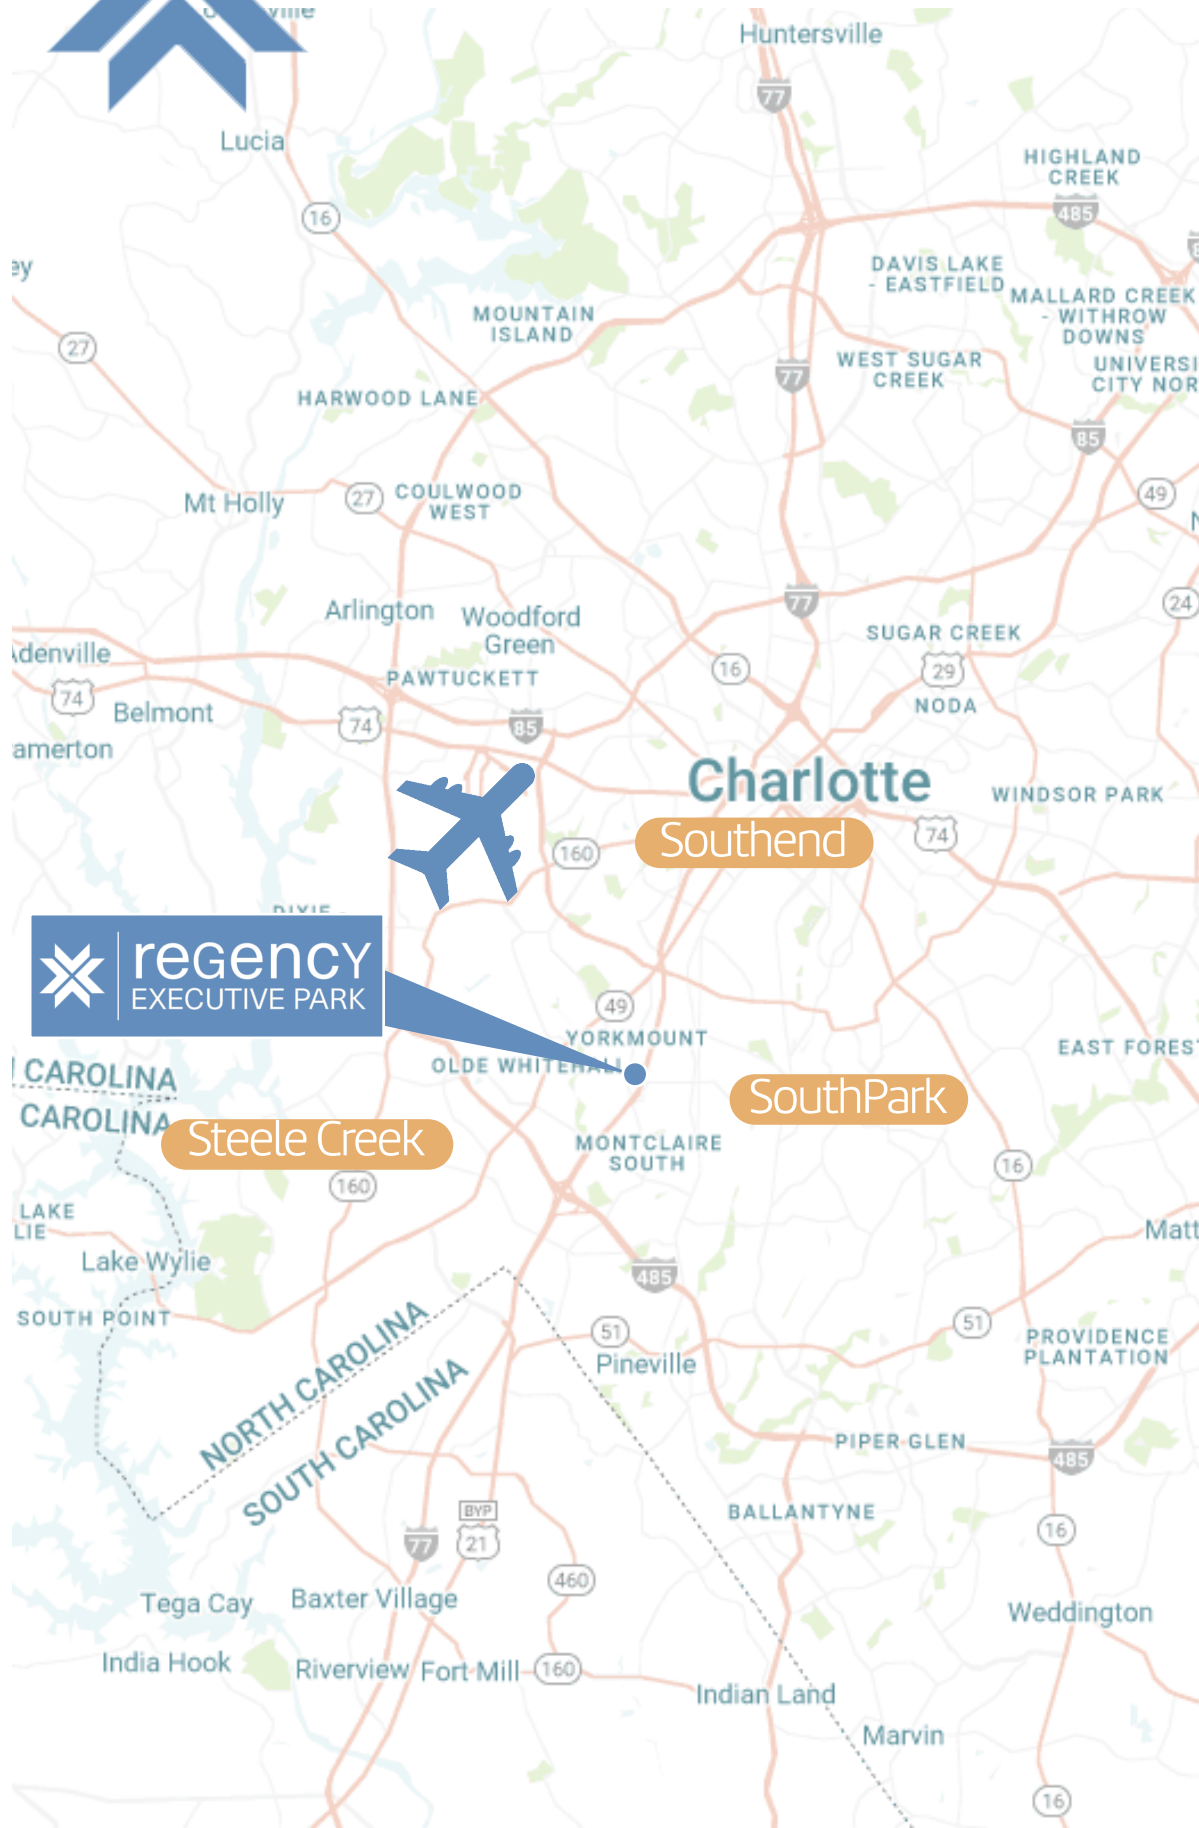 Huntersville
77
Lucia
HIGHLAND
CREEK
16
485
DAVIS LAKE
- EASTFIELD
MALLARD CREEK
- WITHROW
DOWNS
MOUNTAIN
ISLAND
27
77
WEST SUGAR
CREEK
HARWOOD LANE
85
Mt Holly
27
COULWOOD
WEST
49
Arlington
Woodford
Green
77
24
SUGAR CREEK
PAWTUCKETT
16
29
NODA
74
Belmont
74
85
Charlotte
WINDSOR PARK
Southend
74
160
regency
EXECUTIVE PARK
49
YORKMOUNT
OLDE WHITEHALL
CAROLINA
CAROLINA
SouthPark
Steele Creek
MONTCLAIRE
SOUTH
160
16
LAKE
Lake Wylie
485
SOUTH POINT
51
51
Pineville
PROVIDENCE
PLANTATION
NORTH CAROLINA
SOUTH CAROLINA
PIPER GLEN
485
BALLANTYNE
BYP
21
77
16
460
Tega Cay
Baxter Village
Weddington
India Hook
Riverview
Fort Mill
160
Indian Land
Marvin
16